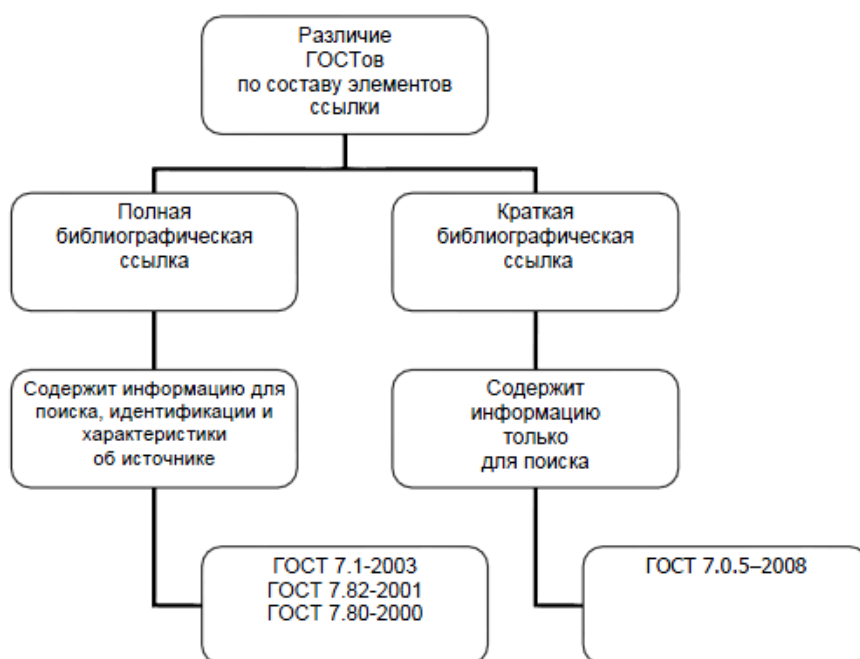 Различие
ГОСТов
по составу элементов
ссылки
Полная
библиографическая
ссылка
Краткая
библиографическая
ссылка
Содержит информацию для
поиска, идентификации и
характеристики
об источнике
Содержит
информацию
только
для поиска
ГОСТ 7.1-2003
ГОСТ 7.82-2001
ГОСТ 7.80-2000
ГОСТ 7.0.5–2008